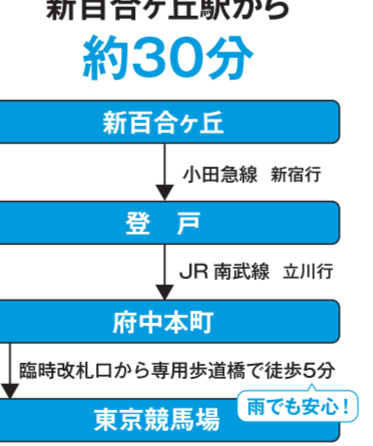 新百合ヶ丘駅から
約30分
新百合ヶ丘
小田急線 新宿行
登 戸
JR 南武線 立川行
府中本町
臨時改札口から専用歩道橋で徒歩5分
雨でも安心!
東京競馬場